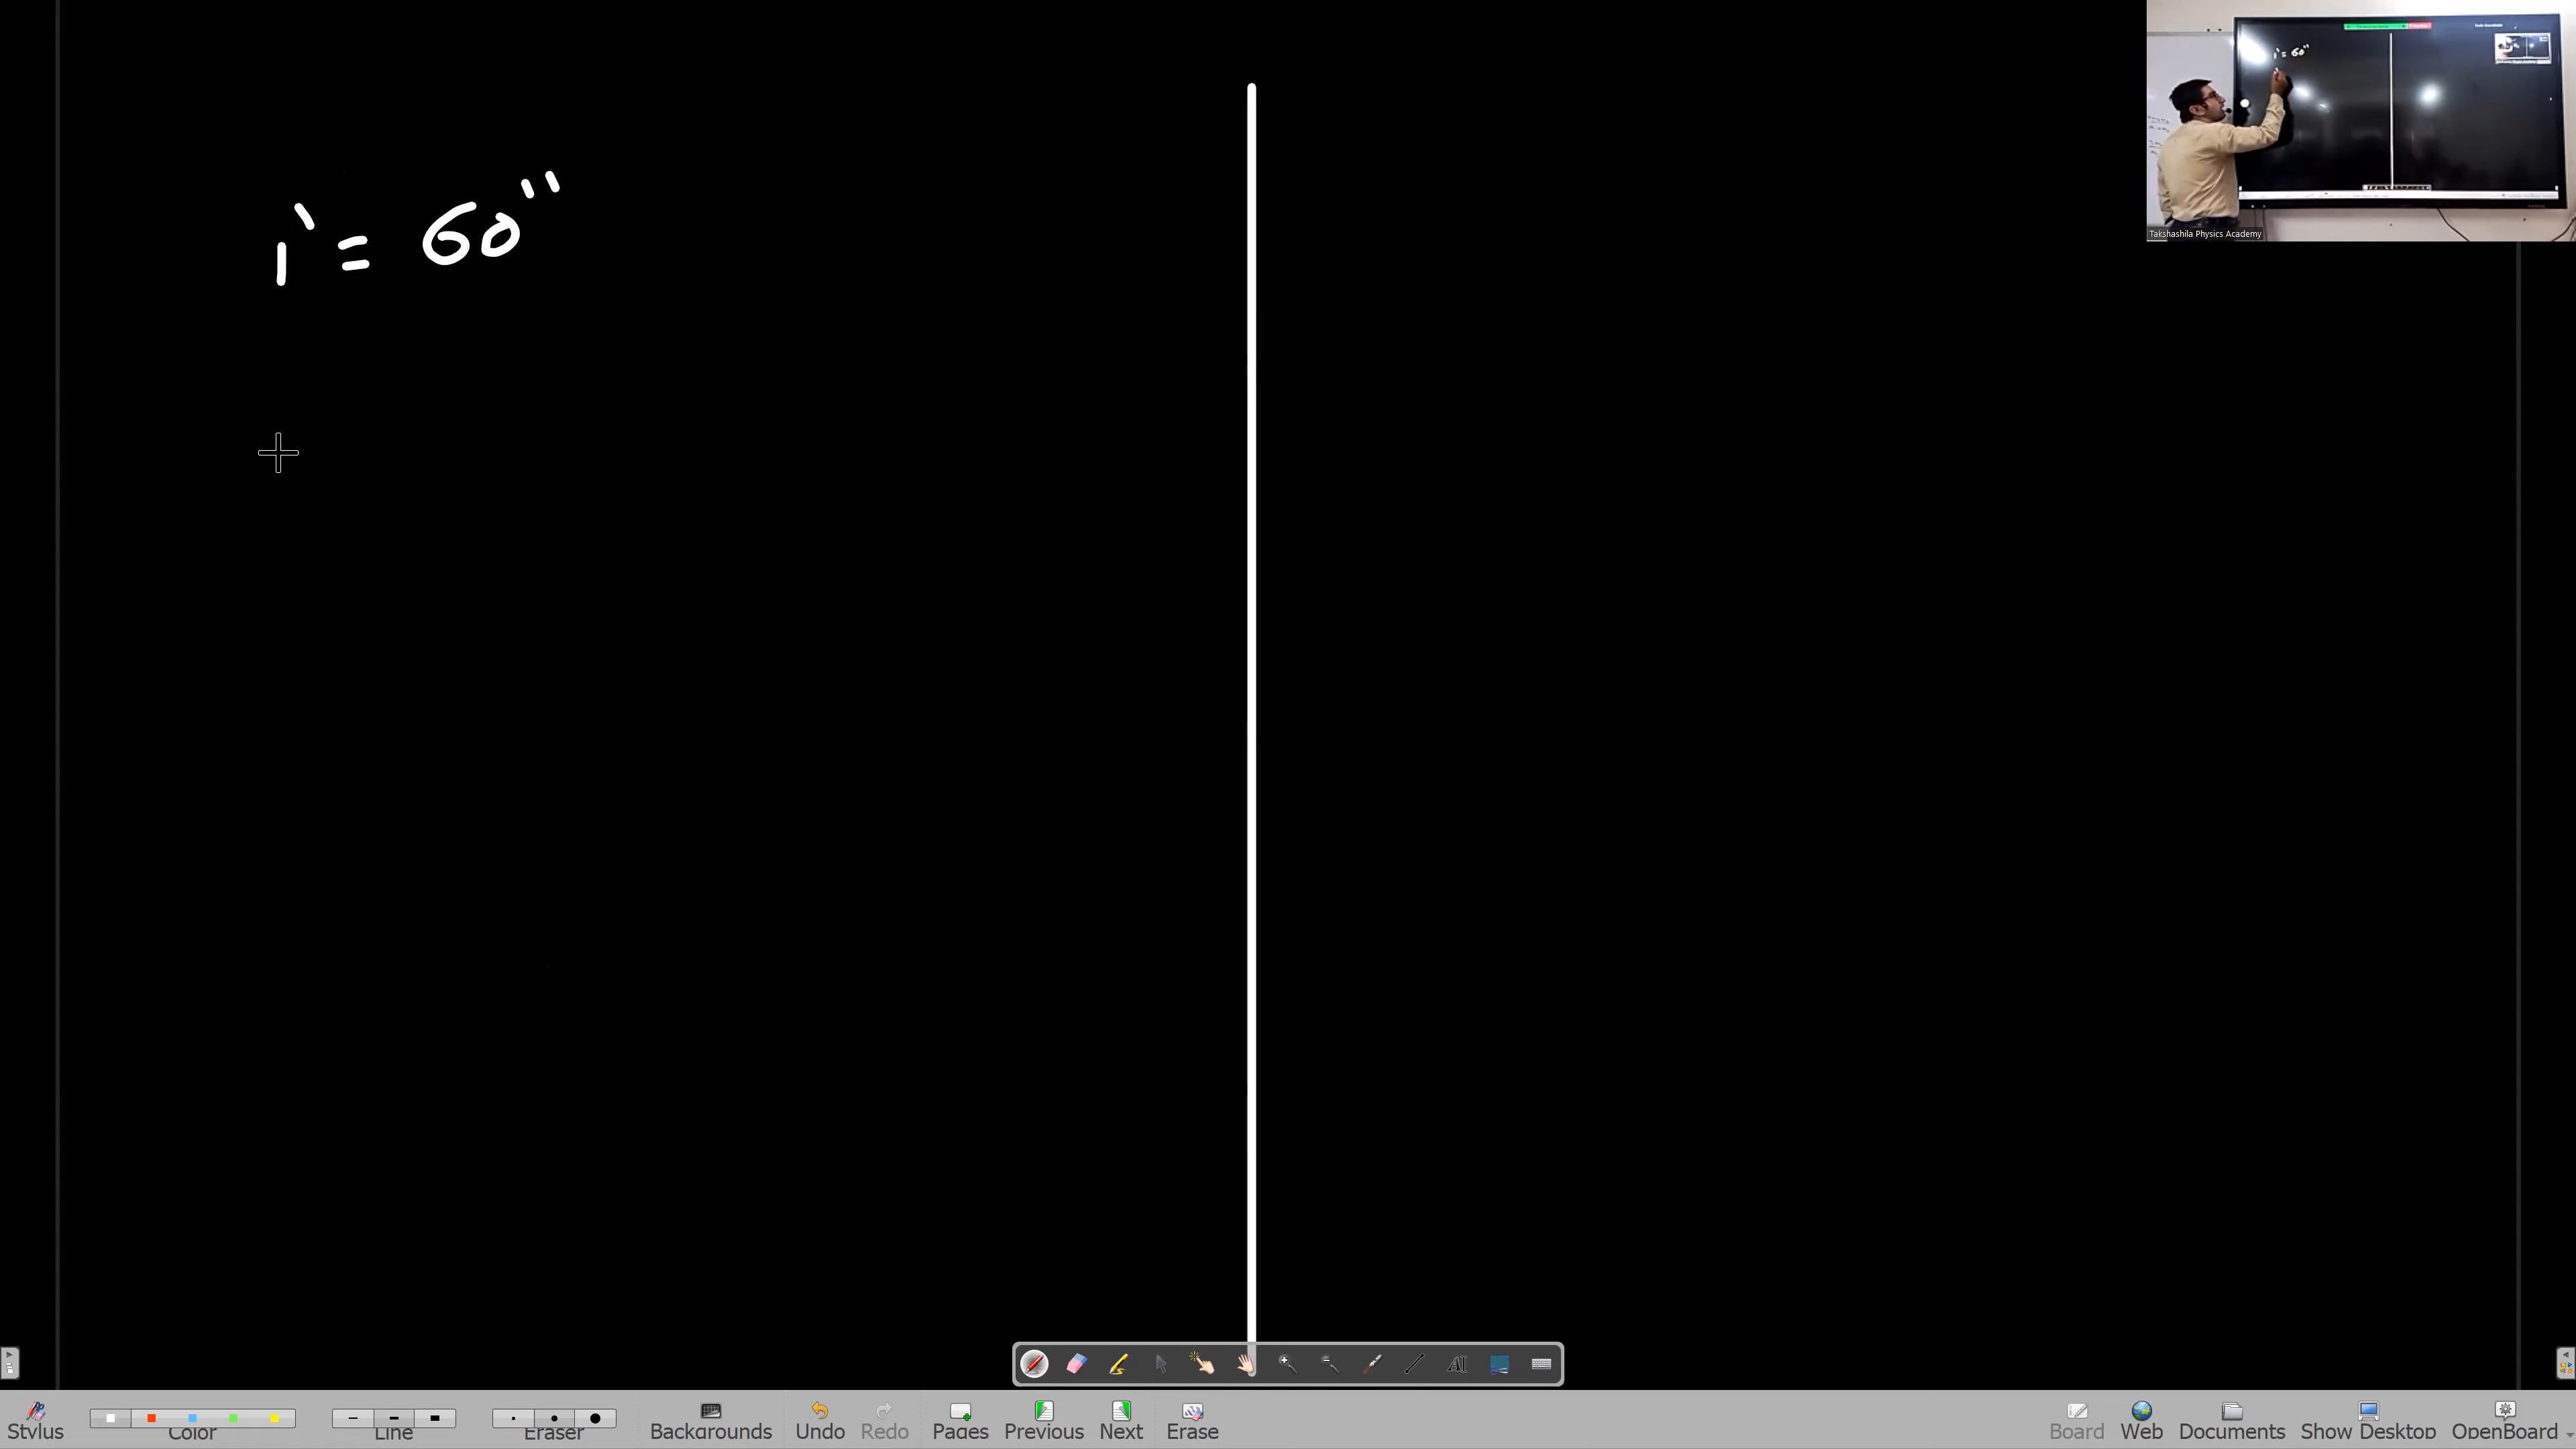 1' = 60"
Takshashila Physics Academy
Stylus
Color
Line
Eraser
Backgrounds
Undo
Redo
Pages
Previous
Next
Erase
Board
Web
Documents
Show Desktop
OpenBoard